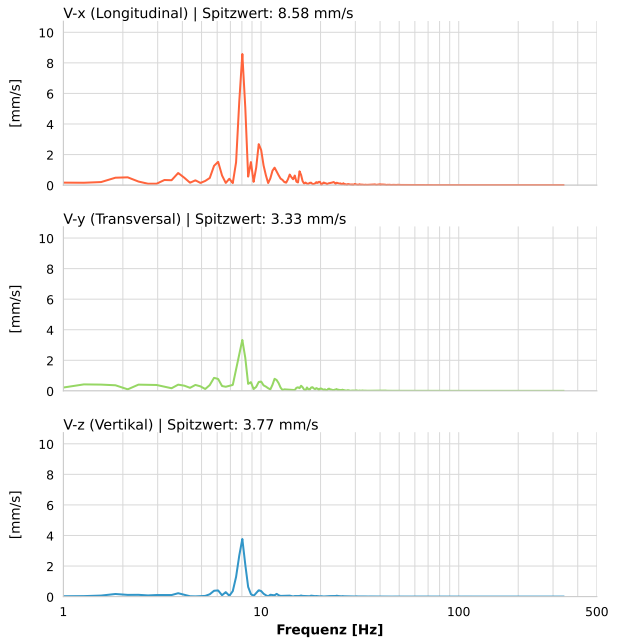 V-x (Longitudinal) | Spitzwert: 8.58 mm/s
10
8
6
4
2
0
[mm/s]
V-y (Transversal) | Spitzwert: 3.33 mm/s
10
8
6
4
2
0
[mm/s]
V-z (Vertikal) | Spitzwert: 3.77 mm/s
10
8
6
4
2
0
[mm/s]
1 10 100 500
Frequenz [Hz]